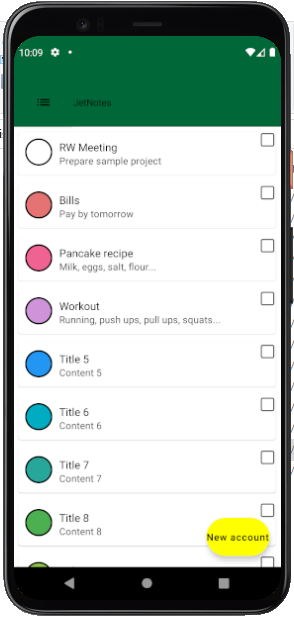 10:09
JetNotes
RW Meeting
Prepare sample project
Bills
Pay by tomorrow
Pancake recipe
Milk, eggs, salt, flour...
Workout
Running, push ups, pull ups, squats...
Title 5
Content 5
Title 6
Content 6
Title 7
Content 7
Title 8
Content 8
New account